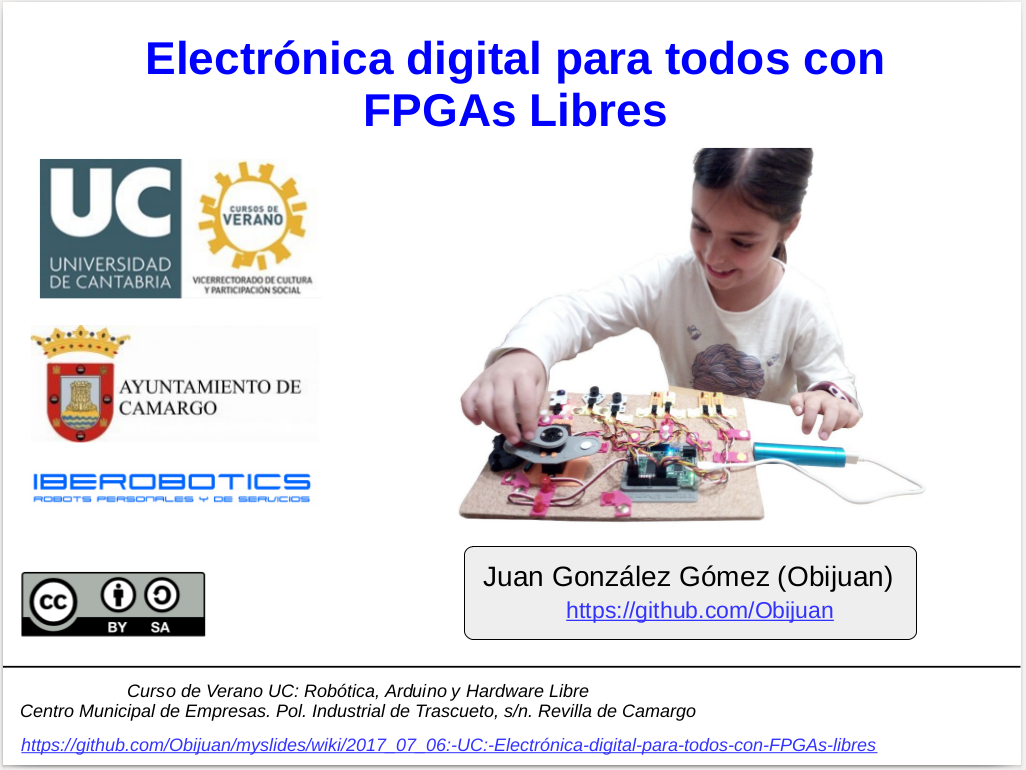 Electrónica digital para todos con
FPGAs Libres
UC
UNIVERSIDAD
DE CANTABRIA
CURSOS DE
VERANO
VICERRECTORADO DE CULTURA
Y PARTICIPACIÓN SOCIAL
AYUNTAMIENTO DE
CAMARGO
IBEROBOTICS
ROBOTS PERSONALES Y DE SERVICIOS
cc
BY SA
Juan González Gómez (Obijuan)
https://github.com/Obijuan
Curso de Verano UC: Robótica, Arduino y Hardware Libre
Centro Municipal de Empresas. Pol. Industrial de Trascueto, s/n. Revilla de Camargo
https://github.com/Obijuan/myslides/wiki/2017_07_06:-UC:-Electrónica-digital-para-todos-con-FPGAs-libres